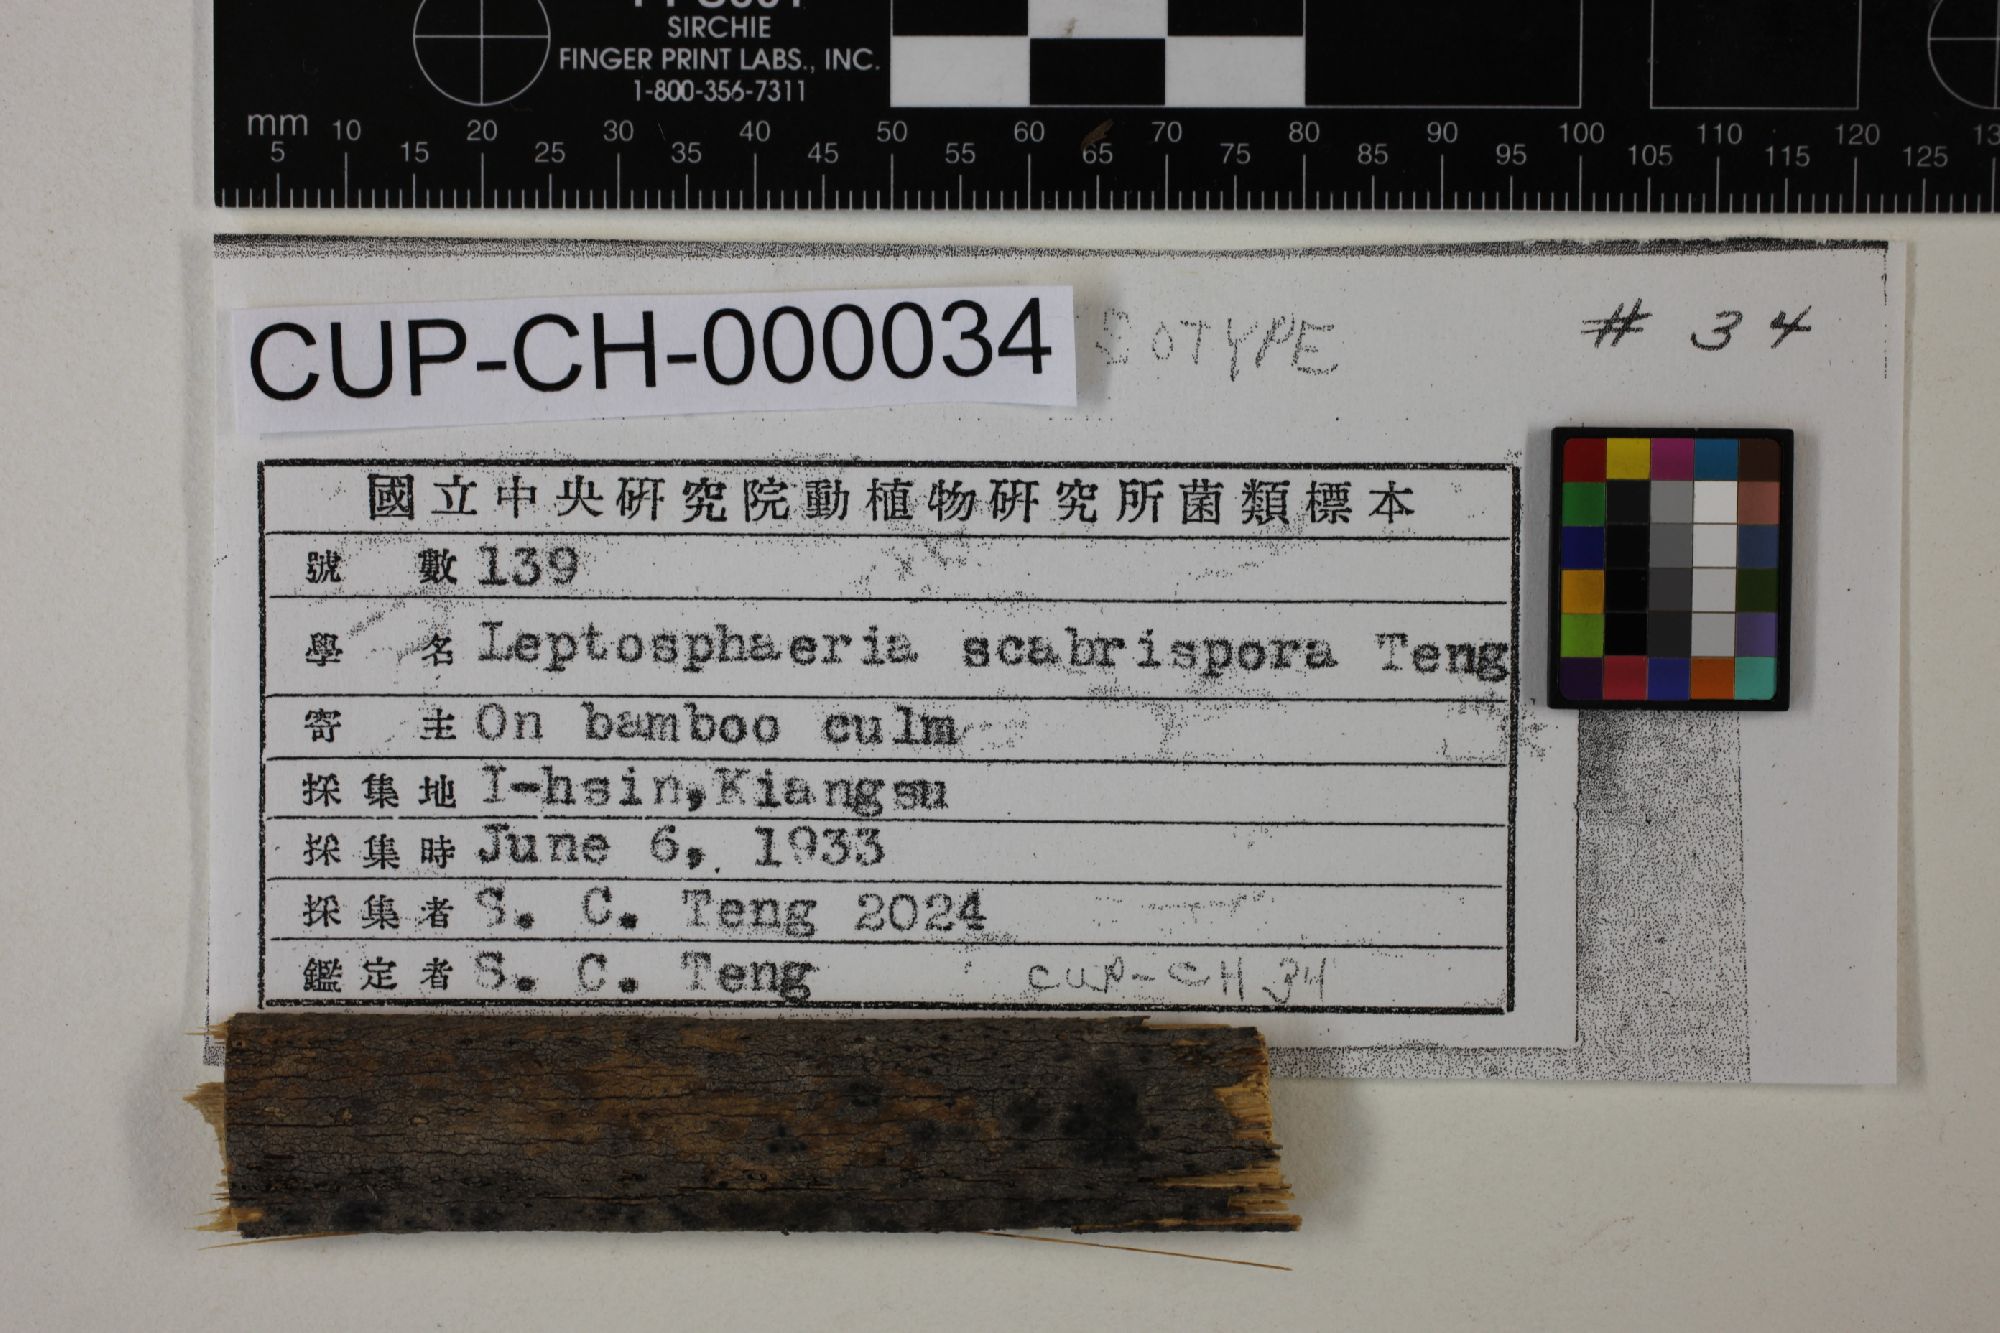 SIRCHIE
FINGER PRINT LABS., INC.
1-800-356-7311
mm 10 20 30 40 50 60 70 80 90 100 110 120
5 15 25 35 45 55 65 75 85 95 105 115 125
CUP-CH-000034
OTYPE
# 34
國立中央研究院動植物研究所菌類標本
號數 139
學名 Leptosphaeria scabrispora Teng
寄主 On bamboo culm
採集地 I-hsin,Kiangsu
採集時 June 6, 1933
採集者 S. C. Teng 2024
鑑定者 S. C. Teng
CUP-CH 34